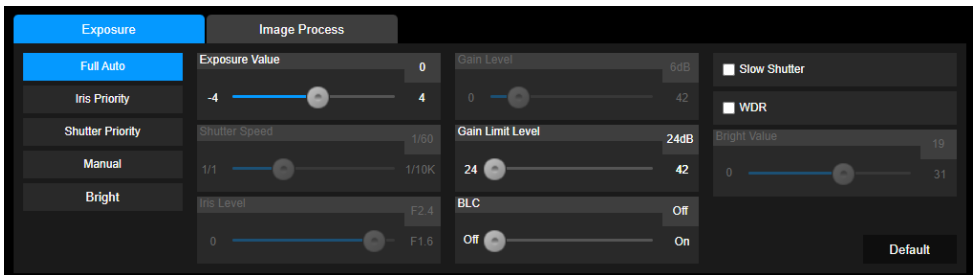 Exposure
Image Process
Full Auto
Iris Priority
Shutter Priority
Manual
Bright
Exposure Value 0
-4 4
Shutter Speed 1/60
1/1 1/10K
Iris Level F2.4
0 F1.6
Gain Level 6dB
0 42
Gain Limit Level 24dB
24 42
BLC Off
Off On
Slow Shutter
WDR
Bright Value 19
0 31
Default